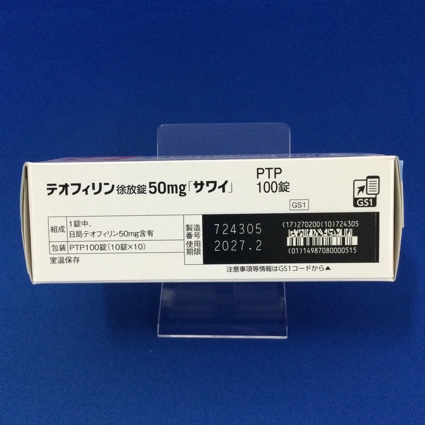 テオフィリン徐放錠50mg「サワイ」
PTP
100錠
GS1
GS1
組成
1錠中、
日局テオフィリン50mg含有
包装
PTP100錠(10錠×10)
室温保存
製造番号
724305
使用期限
2027.2
(17)270200(10)724305
(01)14987080000515
注意事項等情報はGS1コードから▲